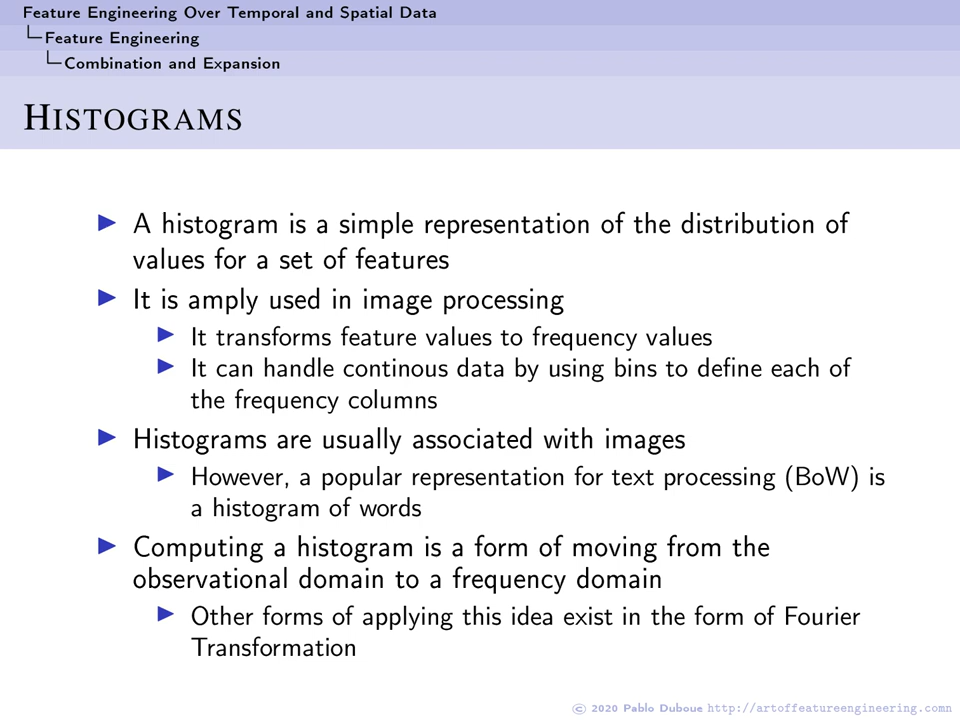 Feature Engineering Over Temporal and Spatial Data
Feature Engineering
Combination and Expansion
HISTOGRAMS
A histogram is a simple representation of the distribution of
values for a set of features
It is amply used in image processing
It transforms feature values to frequency values
It can handle continous data by using bins to define each of
the frequency columns
Histograms are usually associated with images
However, a popular representation for text processing (BoW) is
a histogram of words
Computing a histogram is a form of moving from the
observational domain to a frequency domain
Other forms of applying this idea exist in the form of Fourier
Transformation
© 2020 Pablo Duboue http://artoffeatureengineering.comn